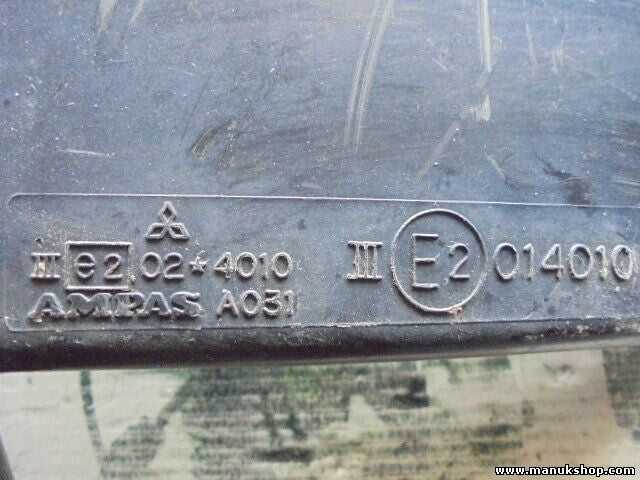 III e2 02*4010
AMPAS A031
III E2 014010
www.manukshop.com